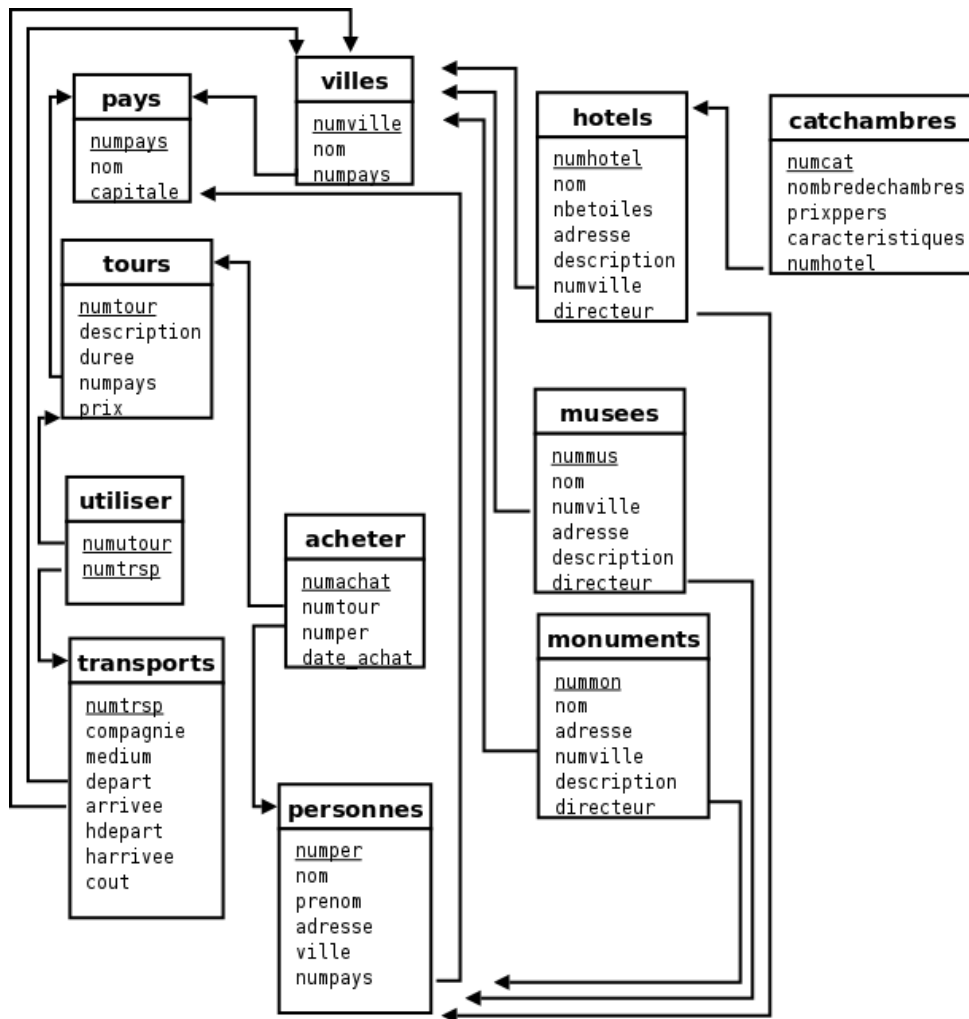 villes
numville
nom
numpays
pays
numpays
nom
capitale
hotels
numhotel
nom
nbetoiles
adresse
description
numville
directeur
catchambres
numcat
nombredechambres
prixppers
caracteristiques
numhotel
tours
numtour
description
duree
numpays
prix
musees
nummus
nom
numville
adresse
description
directeur
utiliser
numutour
numtrsp
acheter
numachat
numtour
numper
date_achat
monuments
nummon
nom
adresse
numville
description
directeur
transports
numtrsp
compagnie
medium
depart
arrivee
hdepart
harrivee
cout
personnes
numper
nom
prenom
adresse
ville
numpays